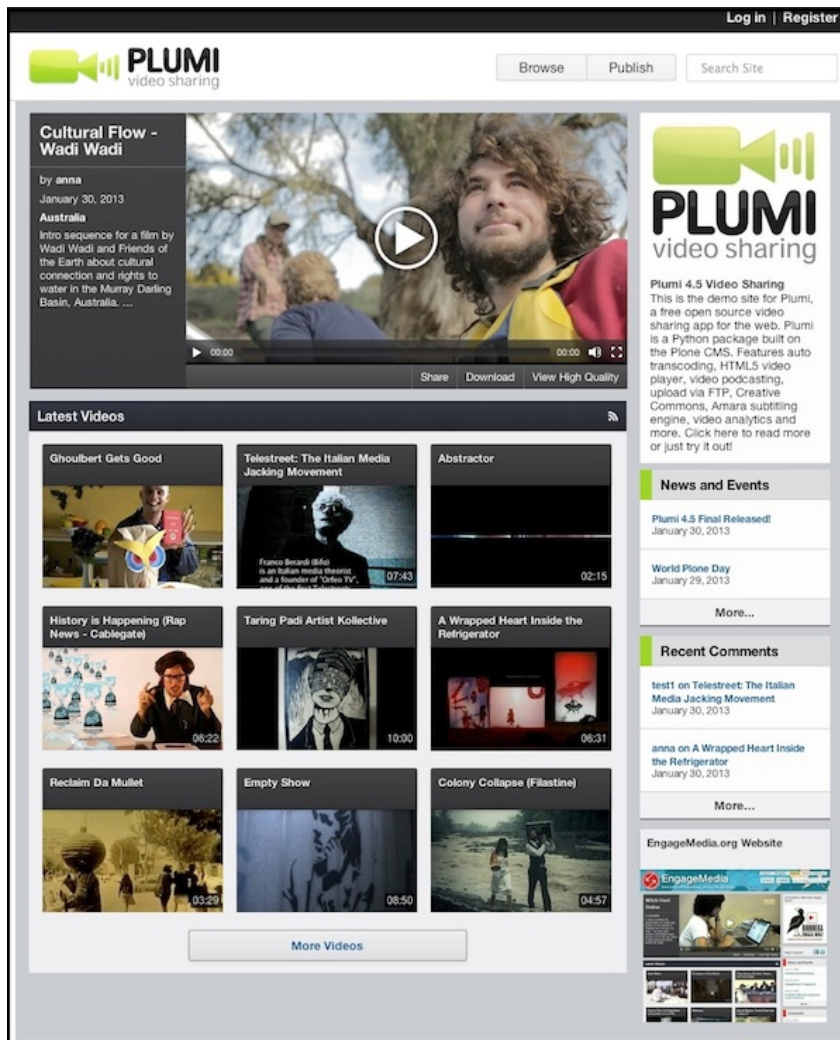 Log in | Register
PLUMI
video sharing
Browse
Publish
Search Site
Cultural Flow -
Wadi Wadi
by anna
January 30, 2013
Australia
Intro sequence for a film by
Wadi Wadi and Friends of
the Earth about cultural
connection and rights to
water in the Murray Darling
Basin, Australia. ...
00:00
00:00
Share
Download
View High Quality
PLUMI
video sharing
Plumi 4.5 Video Sharing
This is the demo site for Plumi,
a free open source video
sharing app for the web. Plumi
is a Python package built on
the Plone CMS. Features auto
transcoding, HTML5 video
player, video podcasting,
upload via FTP, Creative
Commons, Amara subtitling
engine, video analytics and
more. Click here to read more
or just try it out!
Latest Videos
Ghoulbert Gets Good
Telestreet: The Italian Media
Jacking Movement
Franco Berardi (Bifo)
is an Italian media theorist
and a founder of "Orfeo TV",
07:43
Abstractor
02:15
History is Happening (Rap
News - Cablegate)
06:22
Taring Padi Artist Kollective
10:00
A Wrapped Heart Inside the
Refrigerator
06:31
Reclaim Da Mullet
03:29
Empty Show
08:50
Colony Collapse (Filastine)
04:57
More Videos
News and Events
Plumi 4.5 Final Released!
January 30, 2013
World Plone Day
January 29, 2013
More...
Recent Comments
test1 on Telestreet: The Italian
Media Jacking Movement
January 30, 2013
anna on A Wrapped Heart Inside
the Refrigerator
January 30, 2013
More...
EngageMedia.org Website
EngageMedia